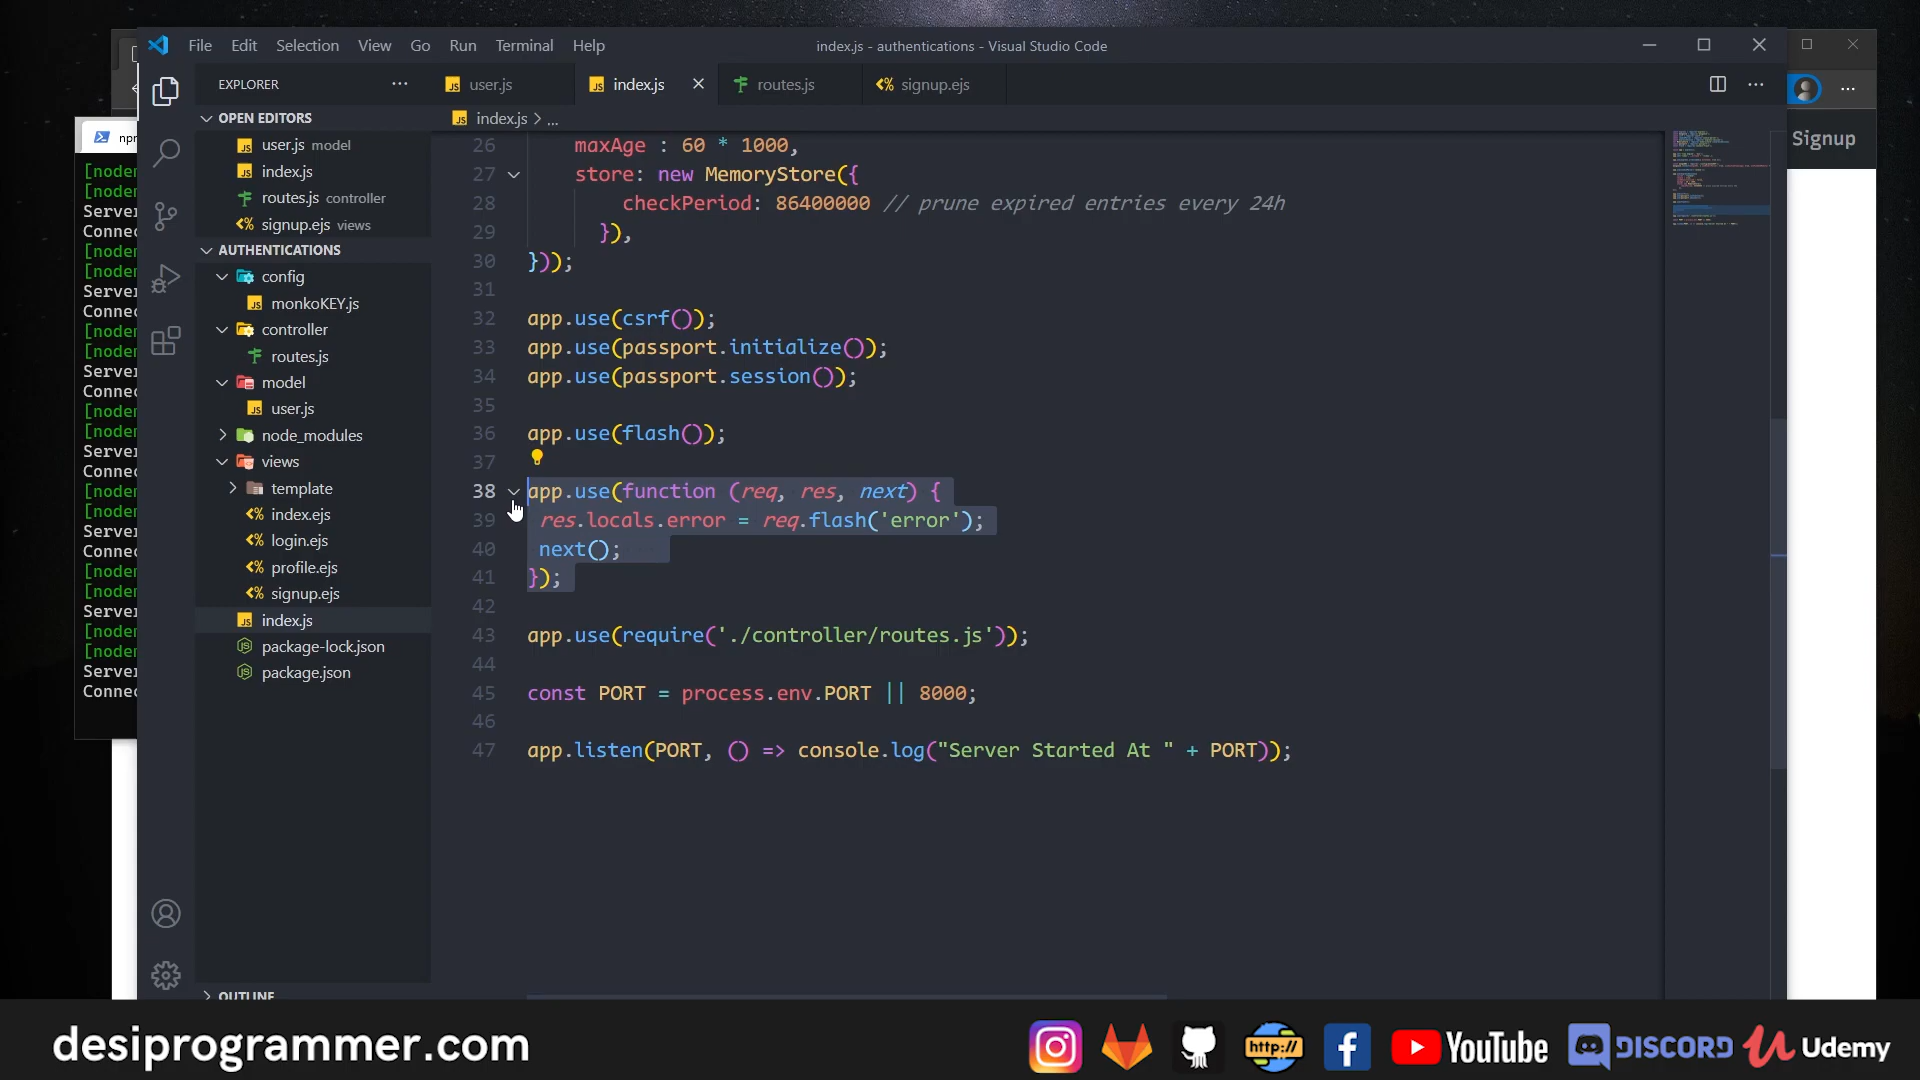 File Edit Selection View Go Run Terminal Help
index.js - authentications - Visual Studio Code
EXPLORER
user.js
index.js
routes.js
signup.ejs
OPEN EDITORS
user.js model
index.js
routes.js controller
signup.ejs views
AUTHENTICATIONS
config
monkoKEY.js
controller
routes.js
model
user.js
node_modules
views
template
index.ejs
login.ejs
profile.ejs
signup.ejs
index.js
package-lock.json
package.json
OUTLINE
index.js > ...
26 maxAge : 60 * 1000,
27 store: new MemoryStore({
28 checkPeriod: 86400000 // prune expired entries every 24h
29 }),
30 }));
31
32 app.use(csrf());
33 app.use(passport.initialize());
34 app.use(passport.session());
35
36 app.use(flash());
37
38 app.use(function (req, res, next) {
39 res.locals.error = req.flash('error');
40 next();
41 });
42
43 app.use(require('./controller/routes.js'));
44
45 const PORT = process.env.PORT || 8000;
46
47 app.listen(PORT, () => console.log("Server Started At " + PORT));
Signup
desiprogrammer.com
http://
YouTube
DISCORD
Udemy